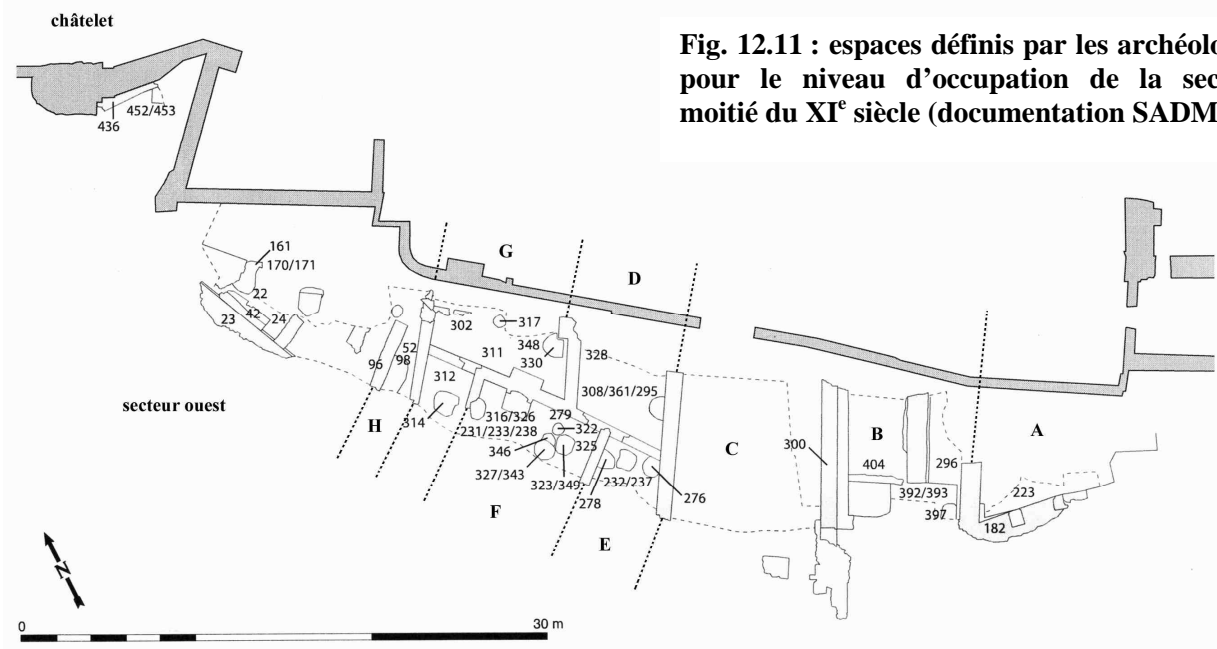 châtelet
Fig. 12.11 : espaces définis par les archéolo
pour le niveau d’occupation de la sec
moitié du XIe siècle (documentation SADM
452/453
436
161
170/171
22
42
23
24
G
D
302
317
348
330
311
328
52
98
96
312
308/361/295
314
316/326
279
231/233/238
322
325
346
327/343
323/349
278
232/237
276
secteur ouest
H
F
E
C
300
B
404
296
392/393
397
A
223
182
N
0
30 m